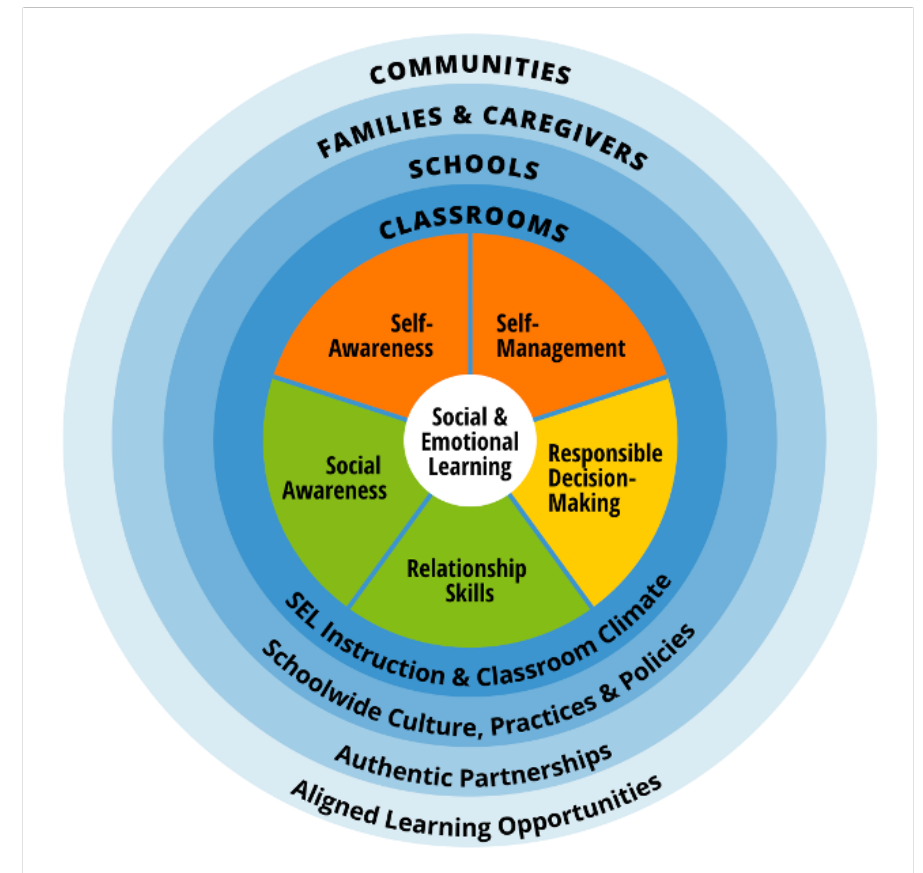 COMMUNITIES
FAMILIES & CAREGIVERS
SCHOOLS
CLASSROOMS
Self-
Awareness
Self-
Management
Social &
Emotional
Learning
Social
Awareness
Responsible
Decision-
Making
Relationship
Skills
SEL Instruction & Classroom Climate
Schoolwide Culture, Practices & Policies
Authentic Partnerships
Aligned Learning Opportunities